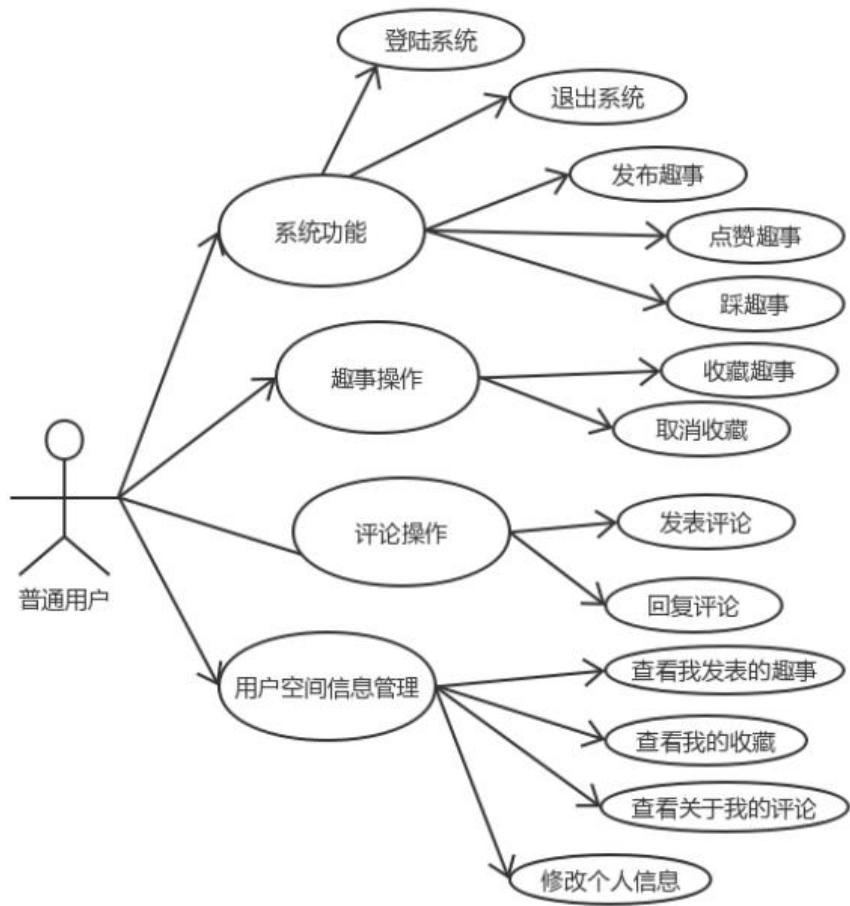 登陆系统
退出系统
发布趣事
系统功能
点赞趣事
踩趣事
收藏趣事
趣事操作
取消收藏
发表评论
评论操作
普通用户
回复评论
查看我发表的趣事
用户空间信息管理
查看我的收藏
查看关于我的评论
修改个人信息